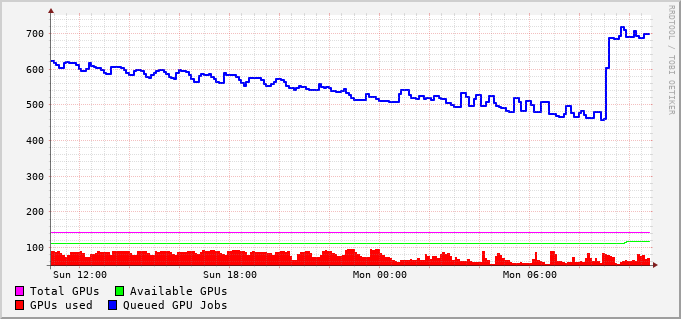 700
600
500
400
300
200
100
Sun 12:00 Sun 18:00 Mon 00:00 Mon 06:00
Total GPUs Available GPUs
GPUs used Queued GPU Jobs
RRDTOOL / TOBI OETIKER